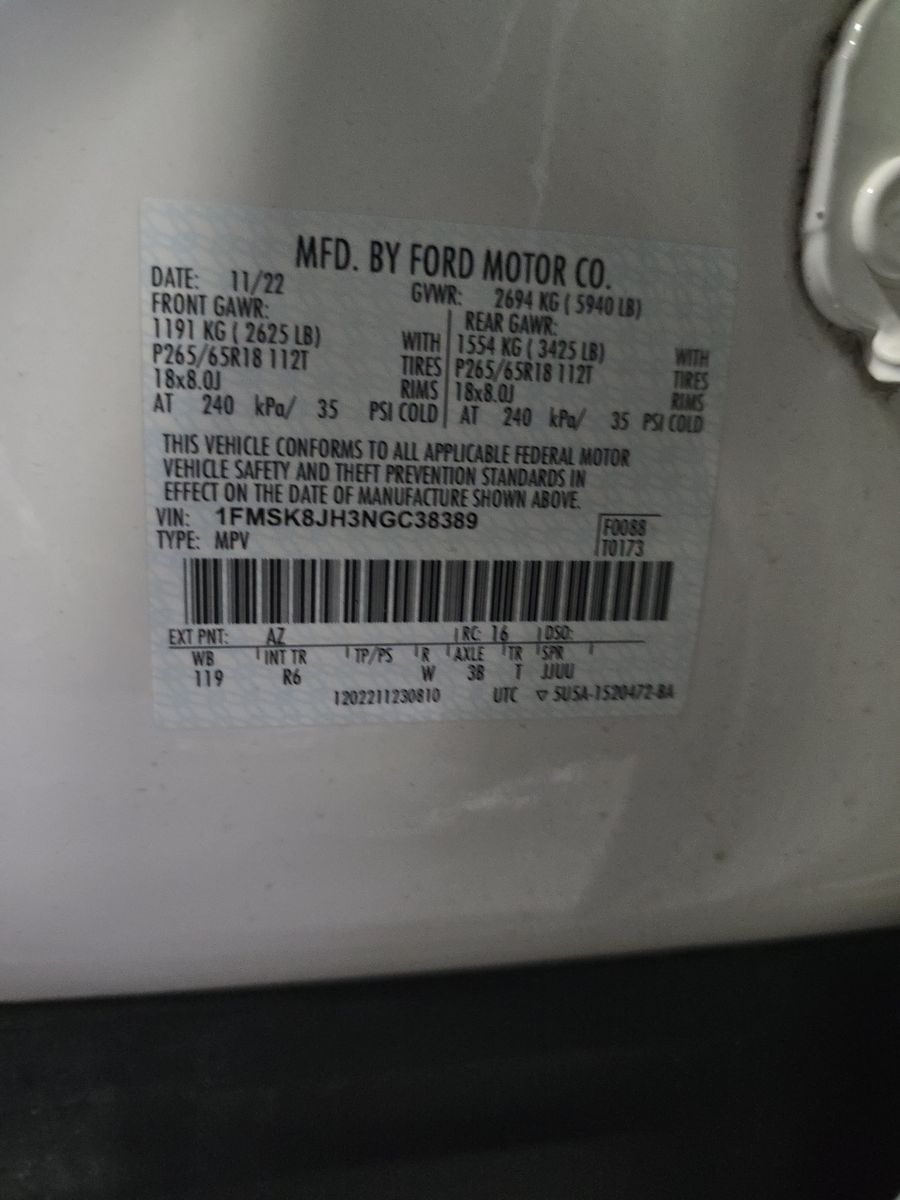 MFD. BY FORD MOTOR CO.
DATE: 11/22 GVWR: 2694 KG ( 5940 LB)
FRONT GAWR: REAR GAWR:
1191 KG ( 2625 LB) WITH 1554 KG ( 3425 LB) WITH
P265/65R18 112T TIRES P265/65R18 112T TIRES
18x8.0J RIMS 18x8.0J RIMS
AT 240 kPa/ 35 PSI COLD AT 240 kPa/ 35 PSI COLD
THIS VEHICLE CONFORMS TO ALL APPLICABLE FEDERAL MOTOR
VEHICLE SAFETY AND THEFT PREVENTION STANDARDS IN
EFFECT ON THE DATE OF MANUFACTURE SHOWN ABOVE.
VIN: 1FMSK8JH3NGC38389 F0088
TYPE: MPV T0173
EXT PNT: AZ RC: 16 DSO:
WB INT TR TP/PS R AXLE TR SPR
119 R6 W 3B T JJUU
1202211230810 UTC ▽ 5U5A-1520472-BA